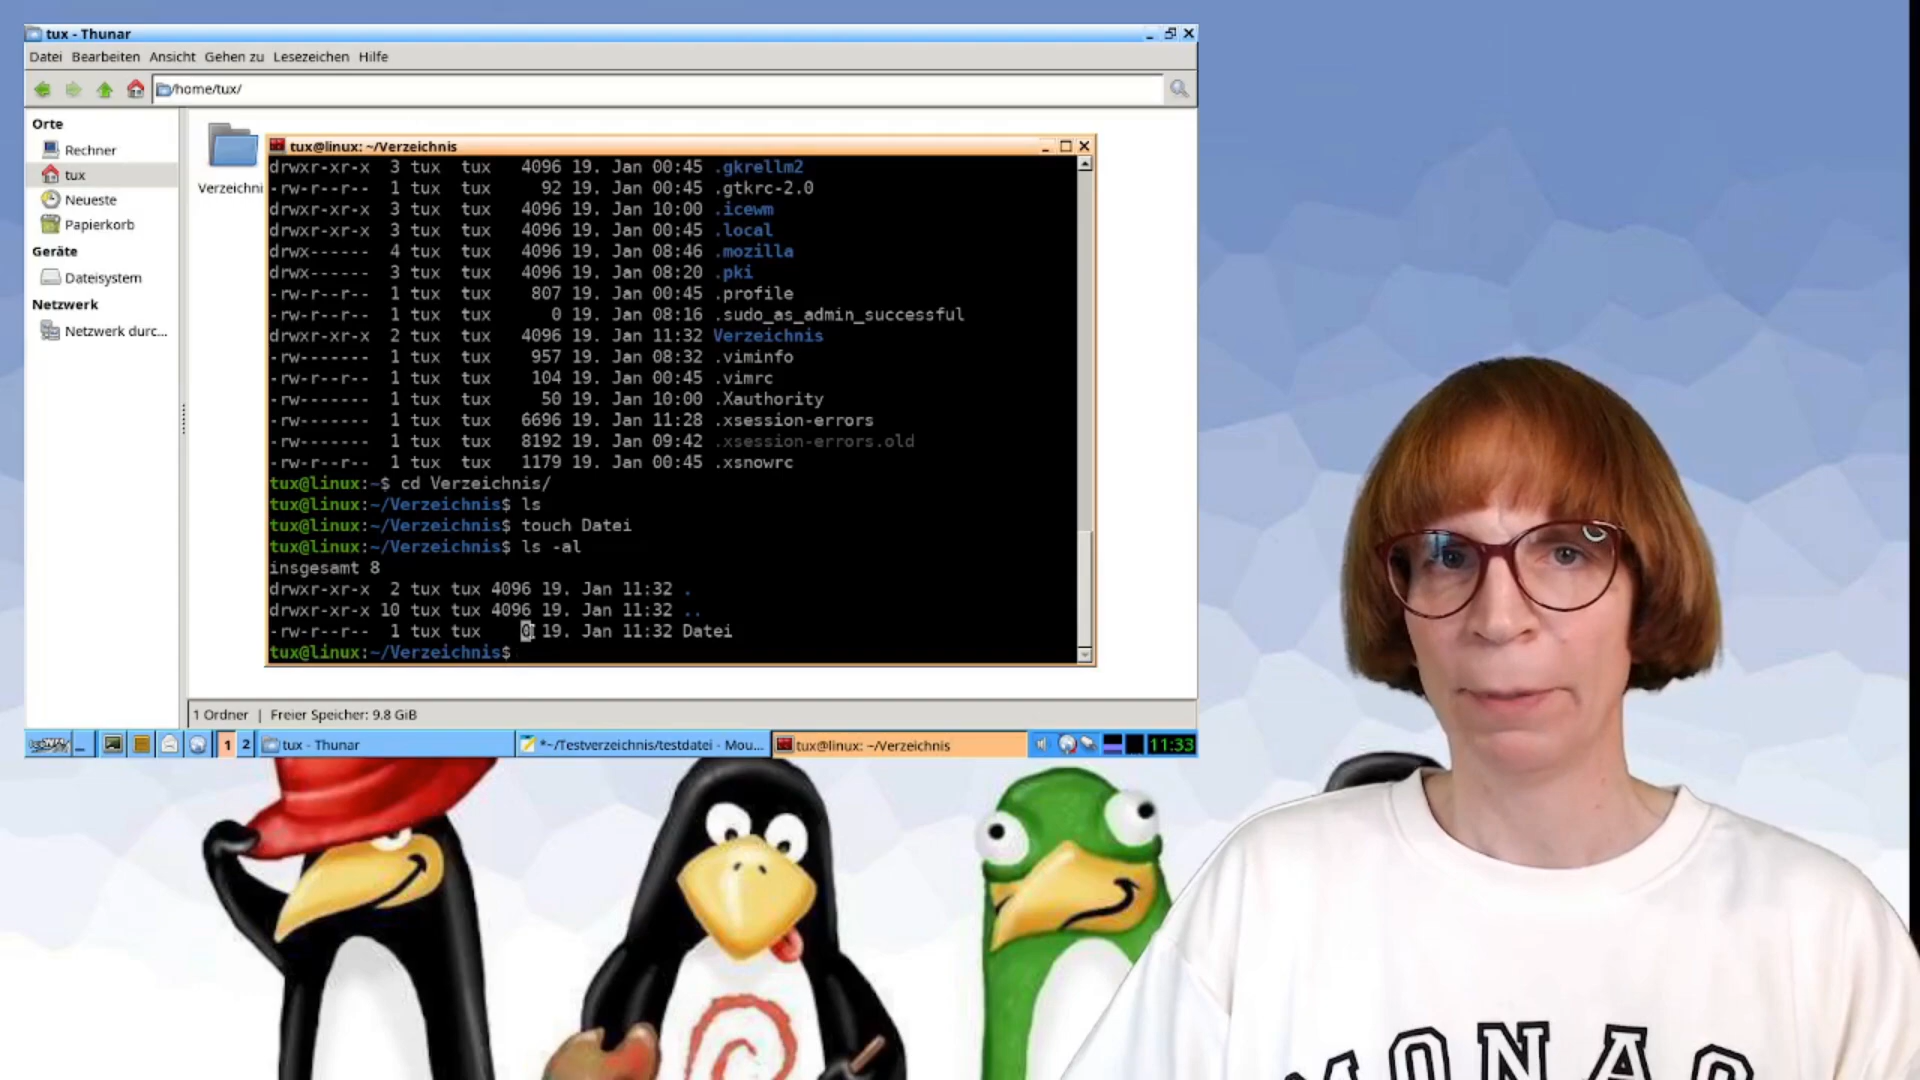 tux - Thunar
Datei Bearbeiten Ansicht Gehen zu Lesezeichen Hilfe
/home/tux/
Orte
Rechner
tux
Neueste
Papierkorb
Geräte
Dateisystem
Netzwerk
Netzwerk durc...
Verzeichni
tux@linux: ~/Verzeichnis
drwxr-xr-x 3 tux tux 4096 19. Jan 00:45 .gkrellm2
-rw-r--r-- 1 tux tux 92 19. Jan 00:45 .gtkrc-2.0
drwxr-xr-x 3 tux tux 4096 19. Jan 10:00 .icewm
drwxr-xr-x 3 tux tux 4096 19. Jan 00:45 .local
drwx------ 4 tux tux 4096 19. Jan 08:46 .mozilla
drwx------ 3 tux tux 4096 19. Jan 08:20 .pki
-rw-r--r-- 1 tux tux 807 19. Jan 00:45 .profile
-rw-r--r-- 1 tux tux 0 19. Jan 08:16 .sudo_as_admin_successful
drwxr-xr-x 2 tux tux 4096 19. Jan 11:32 Verzeichnis
-rw------- 1 tux tux 957 19. Jan 08:32 .viminfo
-rw-r--r-- 1 tux tux 104 19. Jan 00:45 .vimrc
-rw------- 1 tux tux 50 19. Jan 10:00 .Xauthority
-rw------- 1 tux tux 6696 19. Jan 11:28 .xsession-errors
-rw------- 1 tux tux 8192 19. Jan 09:42 .xsession-errors.old
-rw-r--r-- 1 tux tux 1179 19. Jan 00:45 .xsnowrc
tux@linux:~$ cd Verzeichnis/
tux@linux:~/Verzeichnis$ ls
tux@linux:~/Verzeichnis$ touch Datei
tux@linux:~/Verzeichnis$ ls -al
insgesamt 8
drwxr-xr-x 2 tux tux 4096 19. Jan 11:32 .
drwxr-xr-x 10 tux tux 4096 19. Jan 11:32 ..
-rw-r--r-- 1 tux tux 0 19. Jan 11:32 Datei
tux@linux:~/Verzeichnis$
1 Ordner | Freier Speicher: 9.8 GiB
1 2 tux - Thunar *~/Testverzeichnis/testdatei - Mou... tux@linux: ~/Verzeichnis 11:33